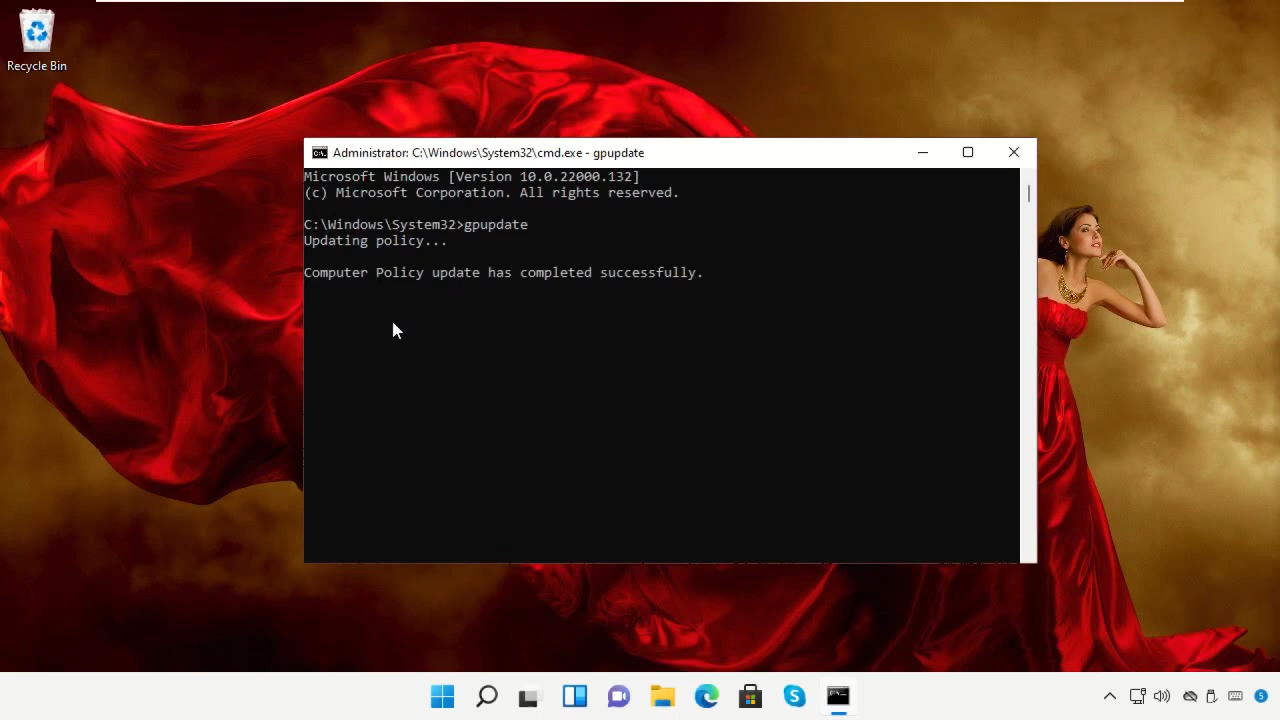 Recycle Bin
Administrator: C:\Windows\System32\cmd.exe - gpupdate
Microsoft Windows [Version 10.0.22000.132]
(c) Microsoft Corporation. All rights reserved.
C:\Windows\System32>gpupdate
Updating policy...
Computer Policy update has completed successfully.
5